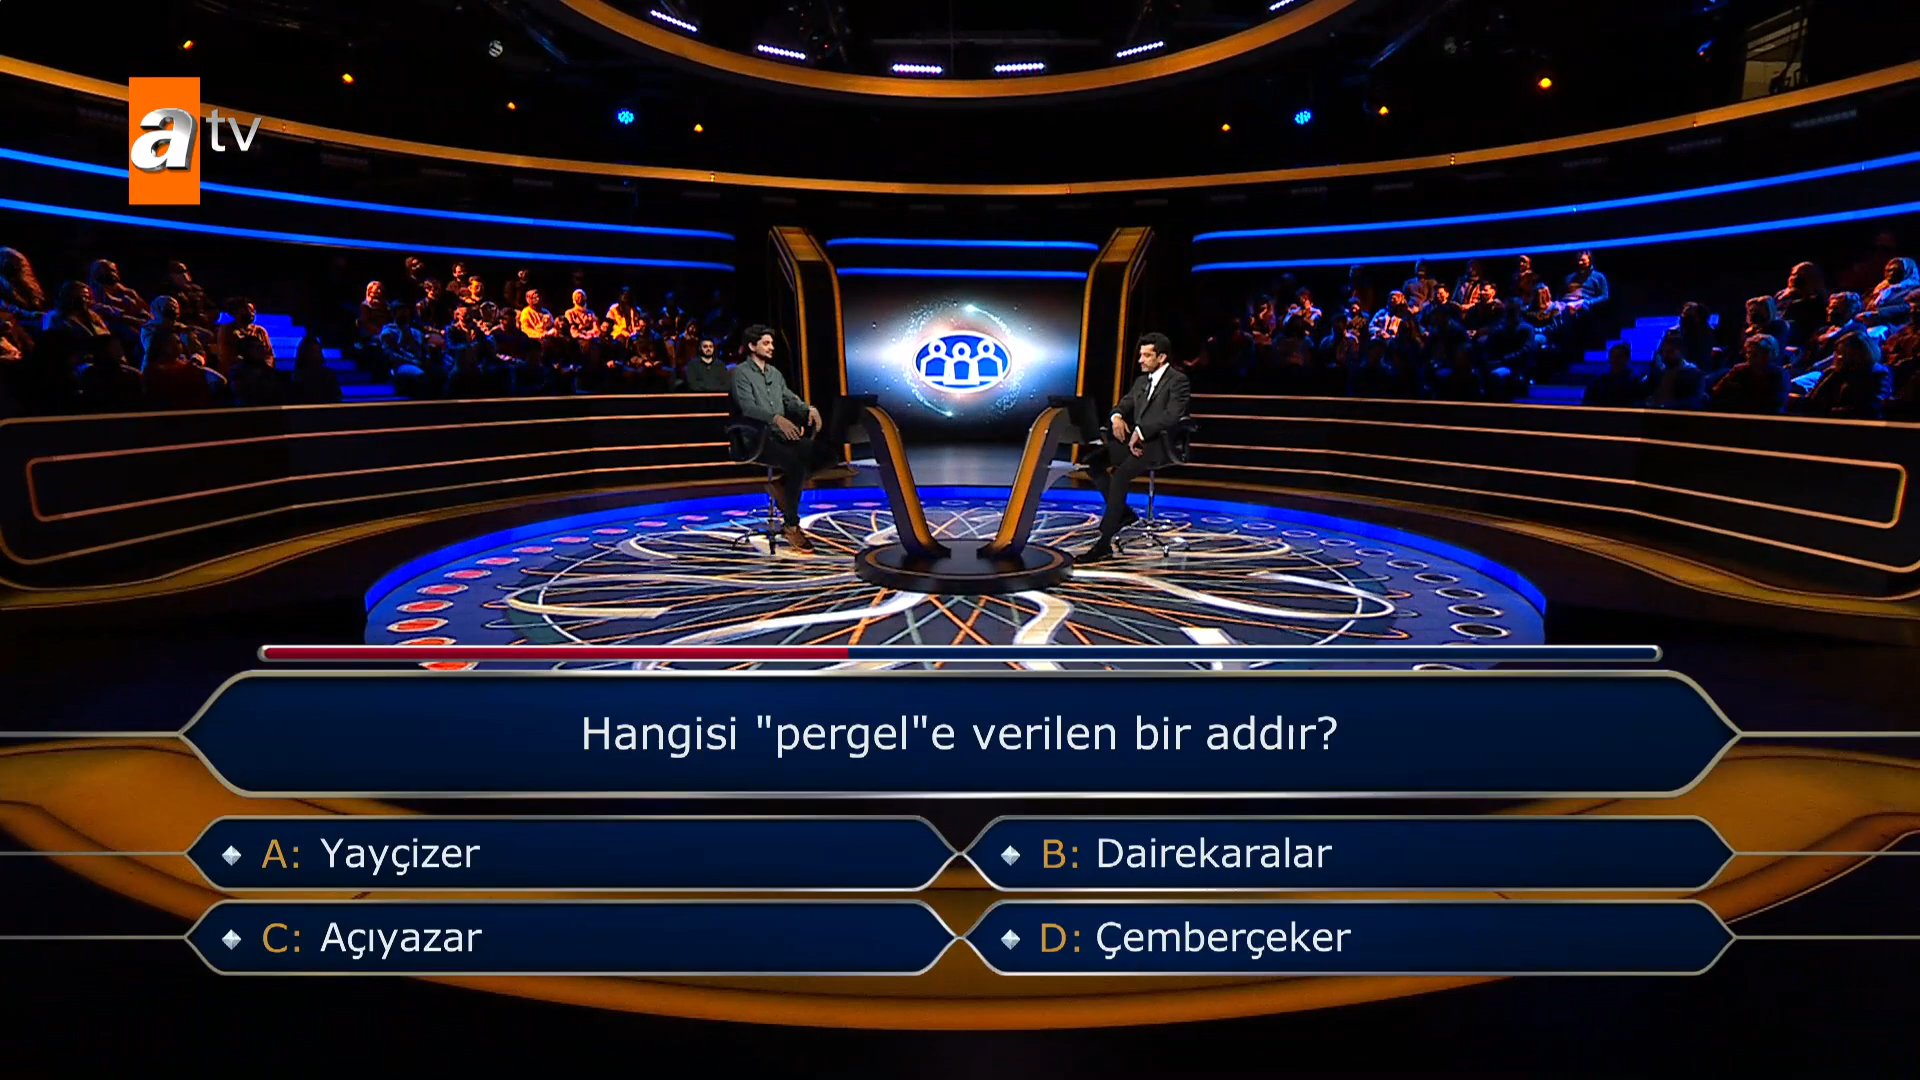 atv
Hangisi "pergel"e verilen bir addır?
A: Yayçizer
B: Dairekaralar
C: Açıyazar
D: Çemberçeker